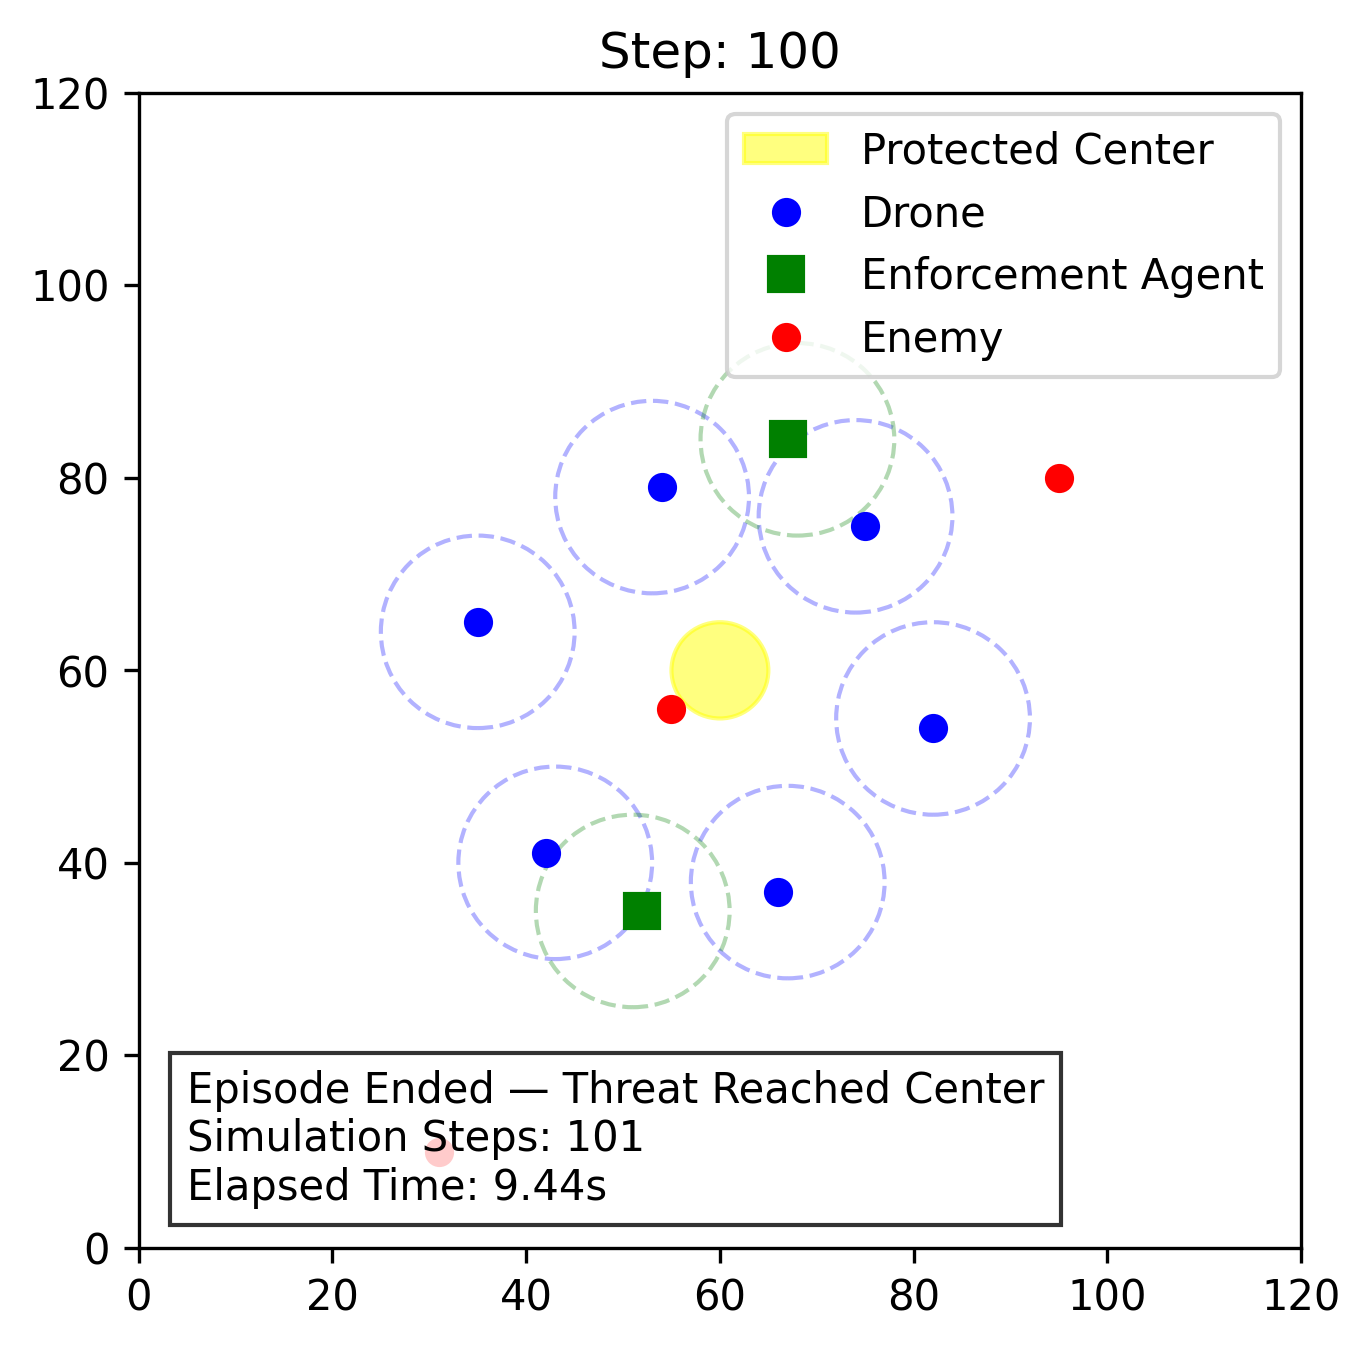 Step: 100
120
100
80
60
40
20
0
Protected Center
Drone
Enforcement Agent
Enemy
Episode Ended — Threat Reached Center
Simulation Steps: 101
Elapsed Time: 9.44s
0 20 40 60 80 100 120